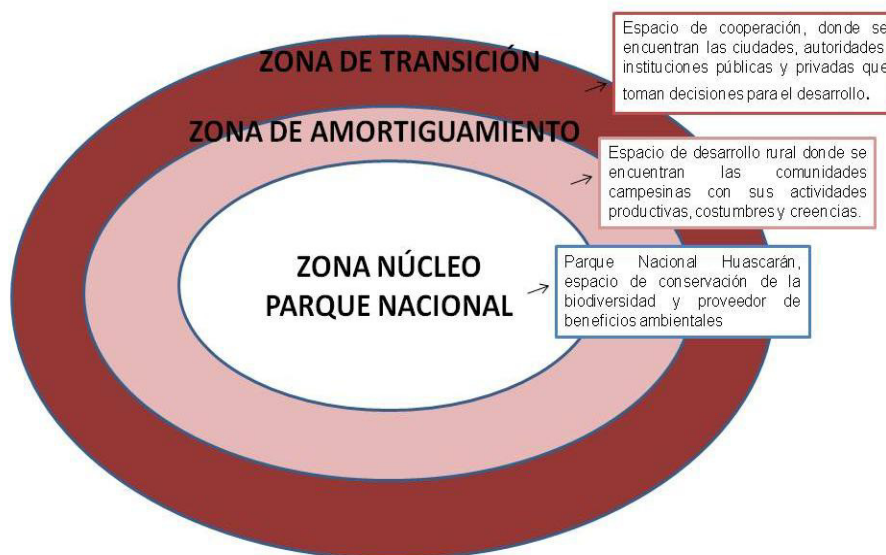 ZONA DE TRANSICIÓN
Espacio de cooperación, donde se
encuentran las ciudades, autoridades
instituciones públicas y privadas que
toman decisiones para el desarrollo.
ZONA DE AMORTIGUAMIENTO
Espacio de desarrollo rural donde se
encuentran las comunidades
campesinas con sus actividades
productivas, costumbres y creencias.
ZONA NÚCLEO
PARQUE NACIONAL
Parque Nacional Huascarán,
espacio de conservación de la
biodiversidad y proveedor de
beneficios ambientales